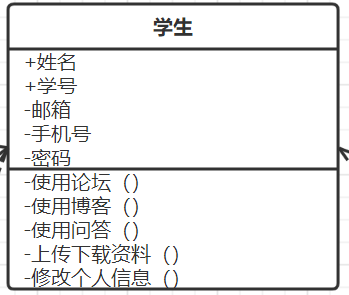 学生
+姓名
+学号
-邮箱
-手机号
-密码
-使用论坛（）
-使用博客（）
-使用问答（）
-上传下载资料（）
-修改个人信息（）